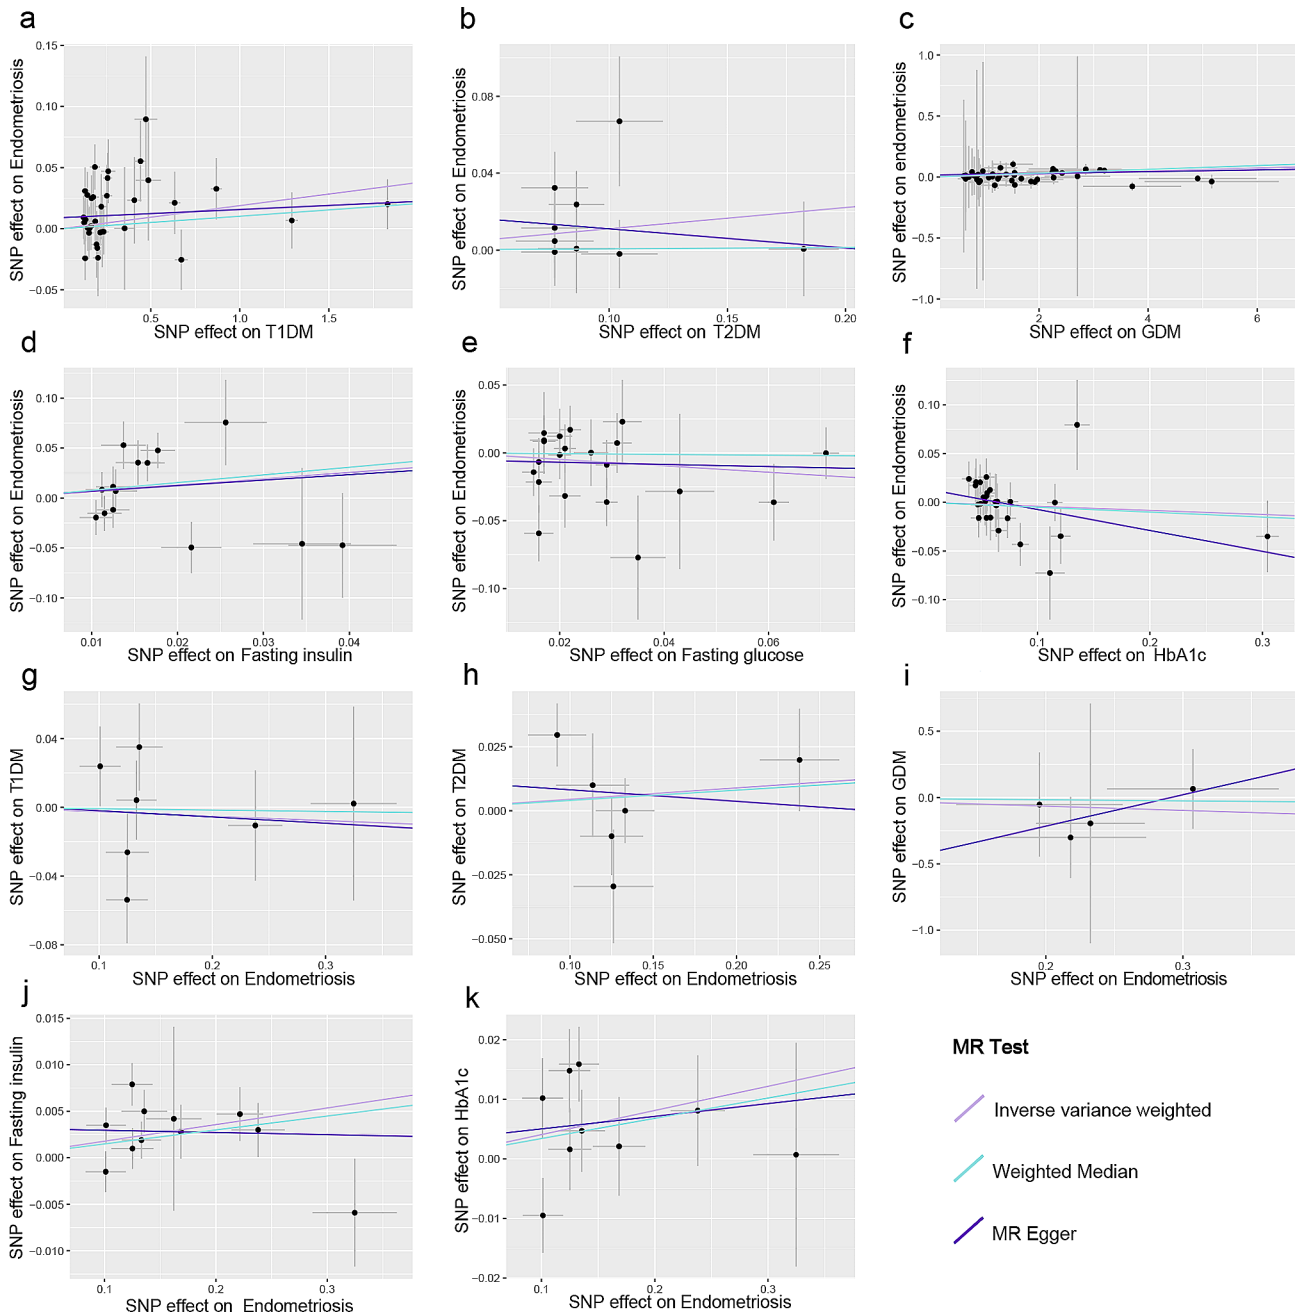 a
SNP effect on Endometriosis
0.15
0.10
0.05
0.00
−0.05
0.5
1.0
1.5
SNP effect on T1DM
b
SNP effect on Endometriosis
0.08
0.04
0.00
0.10
0.15
0.20
SNP effect on T2DM
c
SNP effect on endometriosis
1.0
0.5
0.0
−0.5
−1.0
2
4
6
SNP effect on GDM
d
SNP effect on Endometriosis
0.10
0.05
0.00
−0.05
−0.10
0.01
0.02
0.03
0.04
SNP effect on Fasting insulin
e
SNP effect on Endometriosis
0.05
0.00
−0.05
−0.10
0.02
0.04
0.06
SNP effect on Fasting glucose
f
SNP effect on Endometriosis
0.10
0.05
0.00
−0.05
−0.10
0.1
0.2
0.3
SNP effect on HbA1c
g
SNP effect on T1DM
0.04
0.00
−0.04
−0.08
0.1
0.2
0.3
SNP effect on Endometriosis
h
SNP effect on T2DM
0.025
0.000
−0.025
−0.050
0.10
0.15
0.20
0.25
SNP effect on Endometriosis
i
SNP effect on GDM
0.5
0.0
−0.5
−1.0
0.2
0.3
SNP effect on Endometriosis
j
SNP effect on Fasting insulin
0.015
0.010
0.005
0.000
−0.005
−0.010
0.1
0.2
0.3
SNP effect on Endometriosis
k
SNP effect on HbA1c
0.02
0.01
0.00
−0.01
−0.02
0.1
0.2
0.3
SNP effect on Endometriosis
MR Test
Inverse variance weighted
Weighted Median
MR Egger